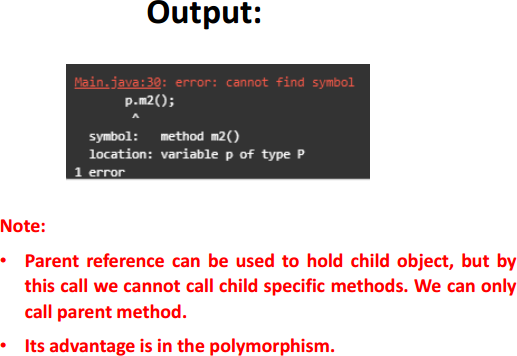 Output:
Main.java:30: error: cannot find symbol
p.m2();
^
symbol: method m2()
location: variable p of type P
1 error
Note:
• Parent reference can be used to hold child object, but by
this call we cannot call child specific methods. We can only
call parent method.
• Its advantage is in the polymorphism.